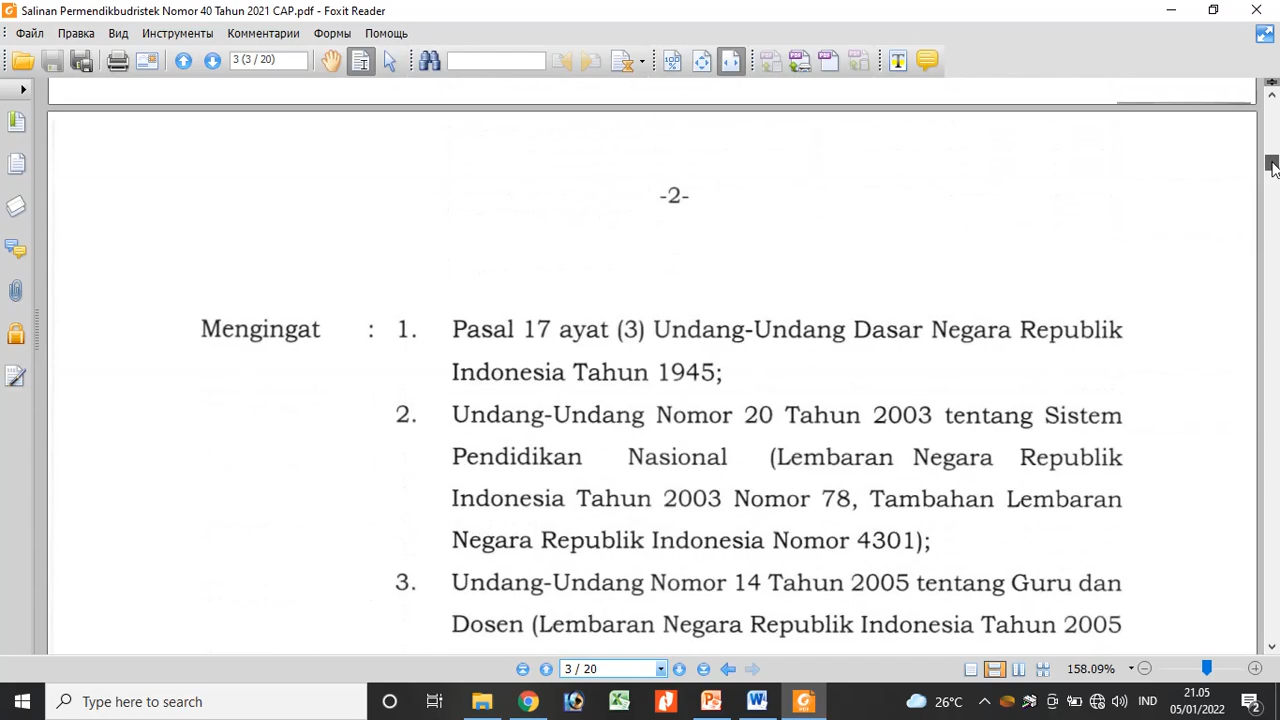 Salinan Permendikbudristek Nomor 40 Tahun 2021 CAP.pdf - Foxit Reader
Файл Правка Вид Инструменты Комментарии Формы Помощь
3 (3 / 20)
-2-
Mengingat : 1. Pasal 17 ayat (3) Undang-Undang Dasar Negara Republik
Indonesia Tahun 1945;
2. Undang-Undang Nomor 20 Tahun 2003 tentang Sistem
Pendidikan Nasional (Lembaran Negara Republik
Indonesia Tahun 2003 Nomor 78, Tambahan Lembaran
Negara Republik Indonesia Nomor 4301);
3. Undang-Undang Nomor 14 Tahun 2005 tentang Guru dan
Dosen (Lembaran Negara Republik Indonesia Tahun 2005
3 / 20 158.09%
Type here to search 26°C IND 21.05
05/01/2022 2